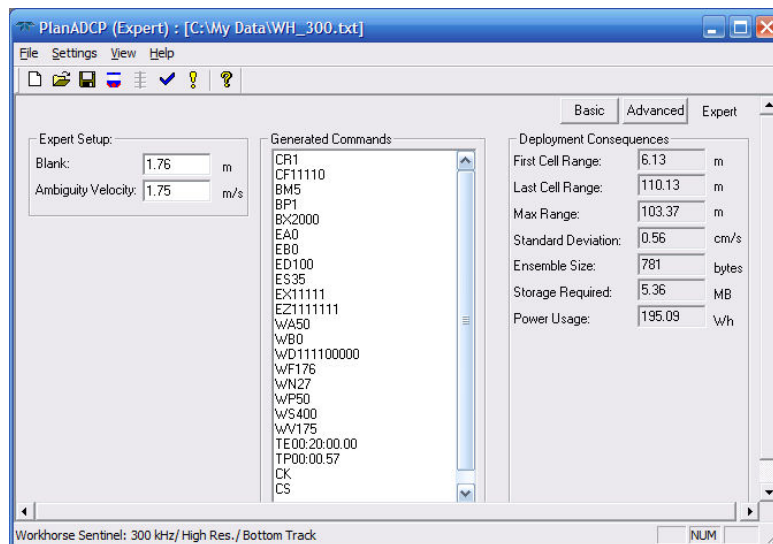 PlanADCP (Expert) : [C:\My Data\WH_300.txt]
File Settings View Help
Basic Advanced Expert
Expert Setup:
Blank: 1.76 m
Ambiguity Velocity: 1.75 m/s
Generated Commands
CR1
CF11110
BM5
BP1
BX2000
EA0
EB0
ED100
ES35
EX11111
EZ1111111
WA50
WB0
WD111100000
WF176
WN27
WP50
WS400
WV175
TE00:20:00.00
TP00:00.57
CK
CS
Deployment Consequences
First Cell Range: 6.13 m
Last Cell Range: 110.13 m
Max Range: 103.37 m
Standard Deviation: 0.56 cm/s
Ensemble Size: 781 bytes
Storage Required: 5.36 MB
Power Usage: 195.09 Wh
Workhorse Sentinel: 300 kHz/ High Res./ Bottom Track NUM